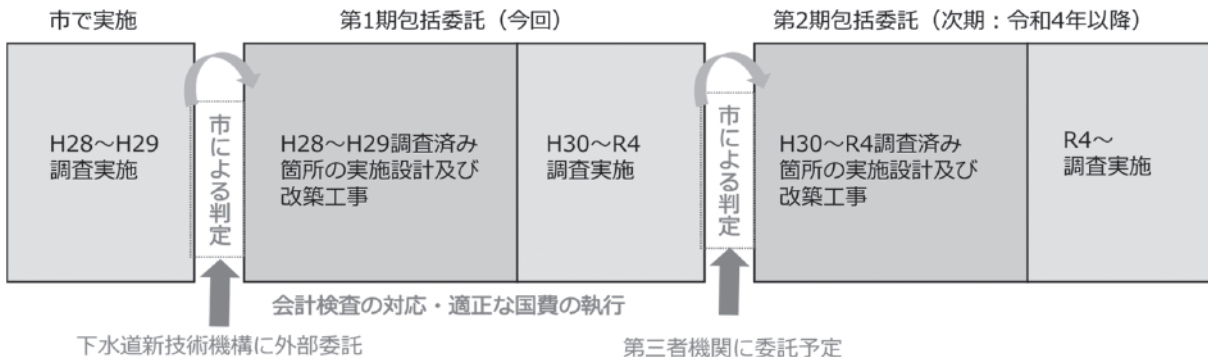 市で実施
第1期包括委託（今回）
第2期包括委託（次期：令和4年以降）
H28～H29
調査実施
市による判定
H28～H29調査済み
箇所の実施設計及び
改築工事
H30～R4
調査実施
市による判定
H30～R4調査済み
箇所の実施設計及び
改築工事
R4～
調査実施
会計検査の対応・適正な国費の執行
下水道新技術機構に外部委託
第三者機関に委託予定